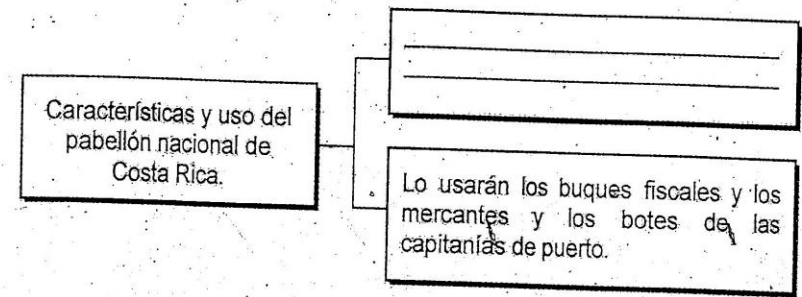 Características y uso del
pabellón nacional de
Costa Rica.
Lo usarán los buques fiscales y los
mercantes y los botes de las
capitanías de puerto.